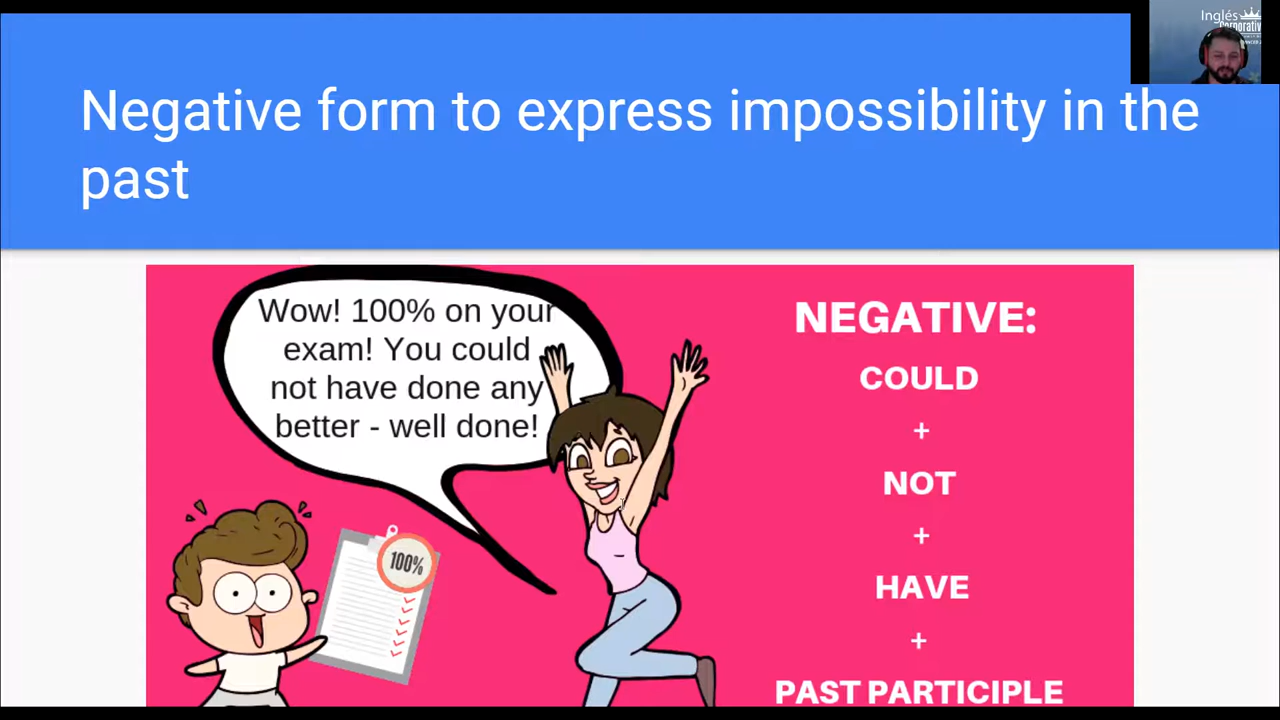 Inglés
Corporativo
Negative form to express impossibility in the
past
Wow! 100% on your
exam! You could
not have done any
better - well done!
NEGATIVE:
COULD
+
NOT
+
HAVE
+
PAST PARTICIPLE
100%